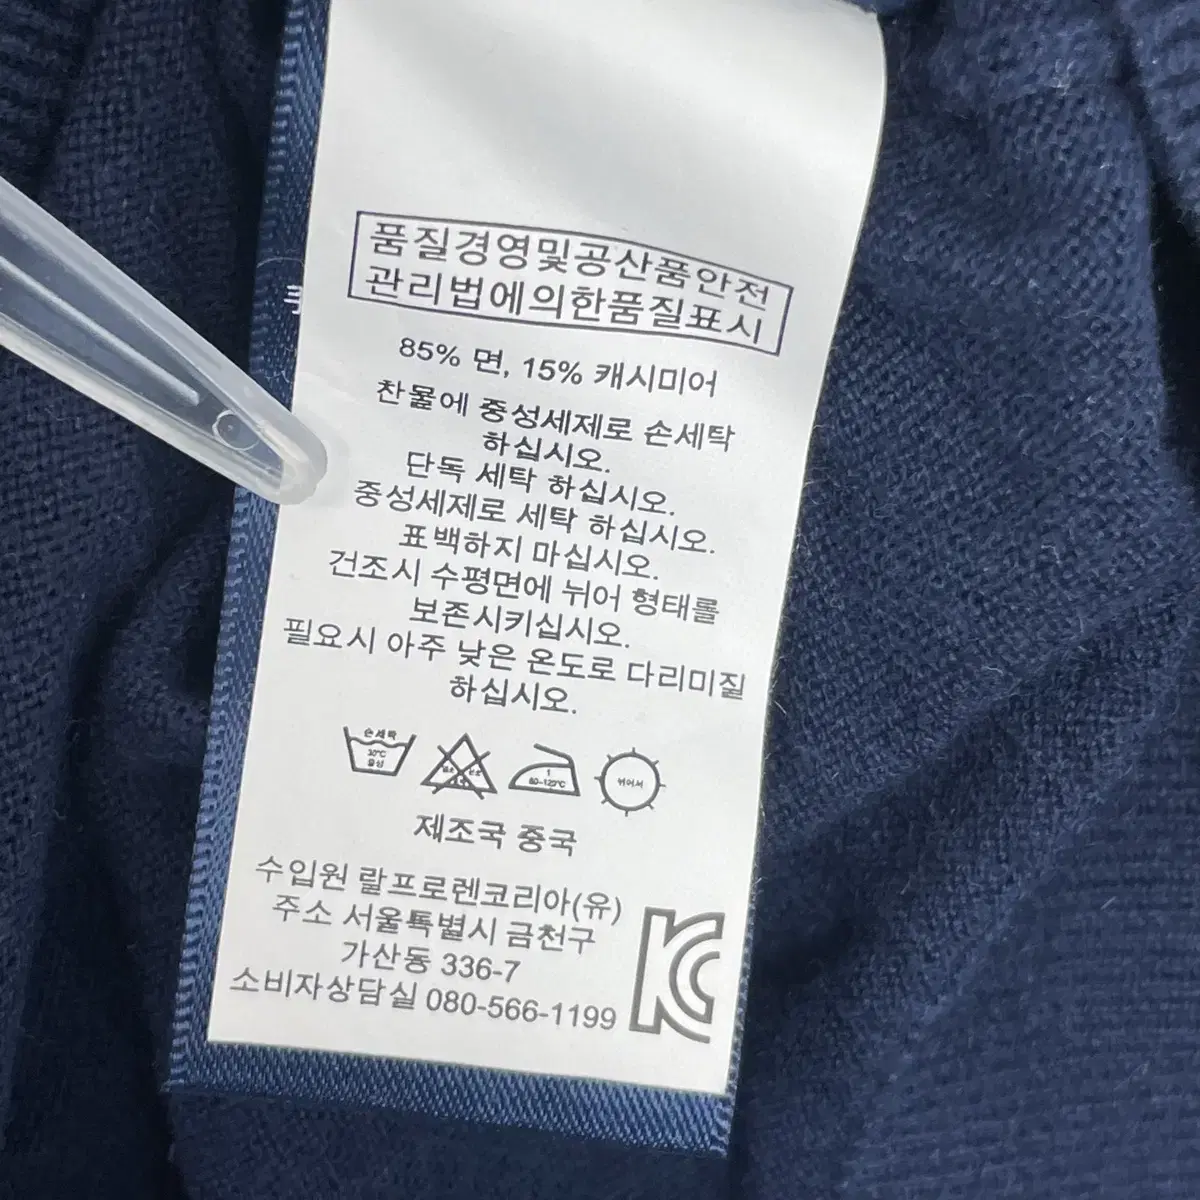 품질경영및공산품안전
관리법에의한품질표시
85% 면, 15% 캐시미어
찬물에 중성세제로 손세탁
하십시오.
단독 세탁 하십시오.
중성세제로 세탁 하십시오.
표백하지 마십시오.
건조시 수평면에 뉘어 형태를
보존시키십시오.
필요시 아주 낮은 온도로 다리미질
하십시오.
손세탁
30°C
중성
1
80-120°C
뉘어서
제조국 중국
수입원 랄프로렌코리아(유)
주소 서울특별시 금천구
가산동 336-7
소비자상담실 080-566-1199
KC